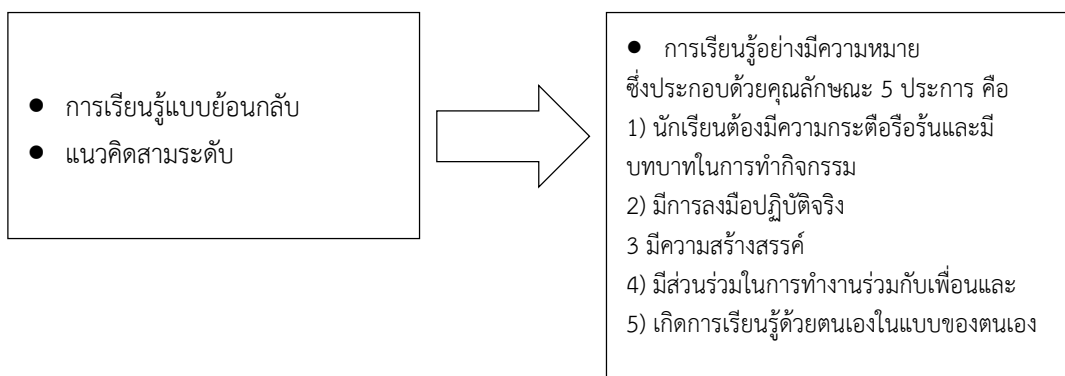 ● การเรียนรู้แบบย้อนกลับ
● แนวคิดสามระดับ
● การเรียนรู้อย่างมีความหมาย
ซึ่งประกอบด้วยคุณลักษณะ 5 ประการ คือ
1) นักเรียนต้องมีความกระตือรือร้นและมี
บทบาทในการทำกิจกรรม
2) มีการลงมือปฏิบัติจริง
3 มีความสร้างสรรค์
4) มีส่วนร่วมในการทำงานร่วมกับเพื่อนและ
5) เกิดการเรียนรู้ด้วยตนเองในแบบของตนเอง